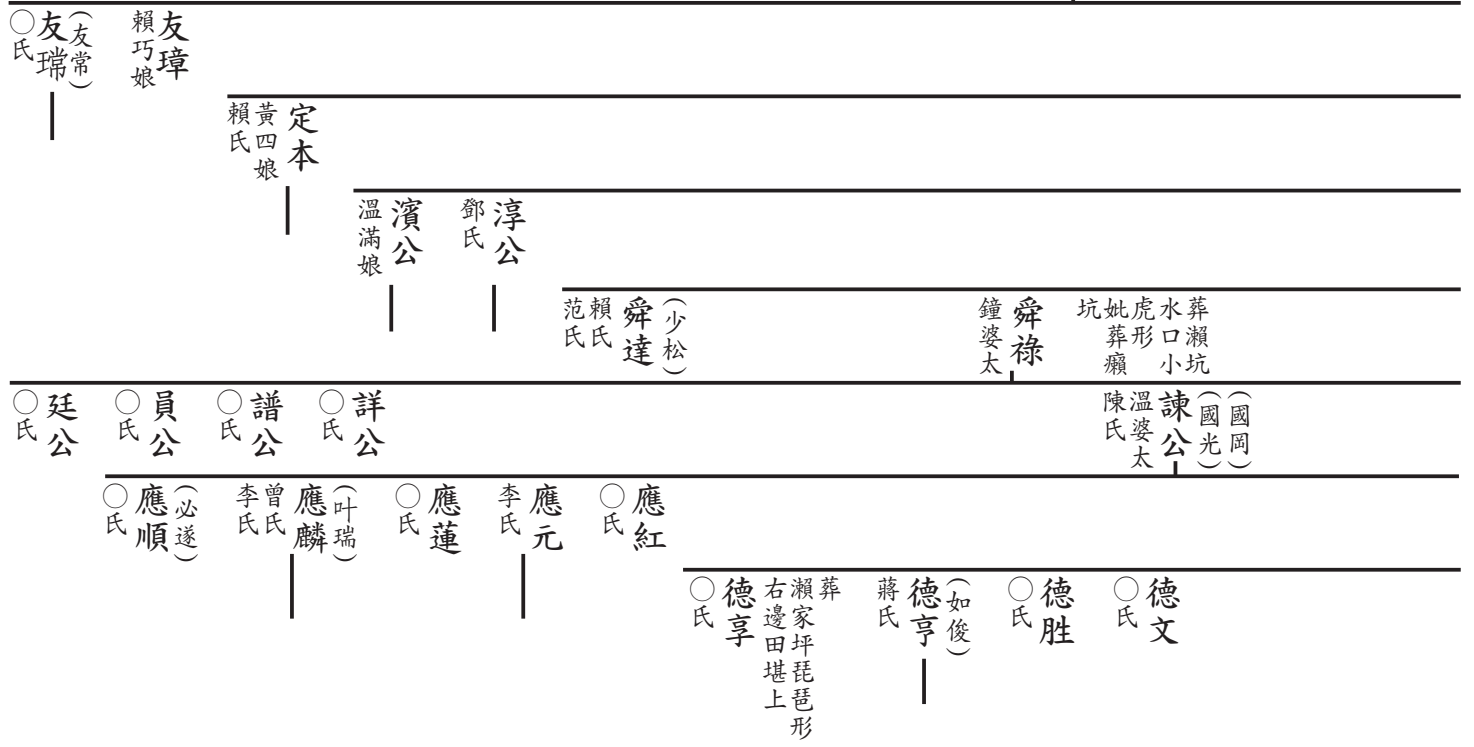 友璋
賴巧娘
(友常)
友瑺
○氏
定本
黃四娘
賴氏
淳公
鄧氏
濱公
溫滿娘
葬瀨坑
水口小
虎形
妣葬癩
坑
舜祿
鐘婆太
(少松)
舜達
賴氏
范氏
(國岡)
(國光)
諫公
溫婆太
陳氏
詳公
○氏
譜公
○氏
員公
○氏
廷公
○氏
應紅
○氏
應元
李氏
應蓮
○氏
(叶瑞)
應麟
曾氏
李氏
(必遂)
應順
○氏
德文
○氏
德胜
○氏
(如俊)
德亨
蔣氏
葬
瀨家坪琵琶形
右邊田堪上
德享
○氏